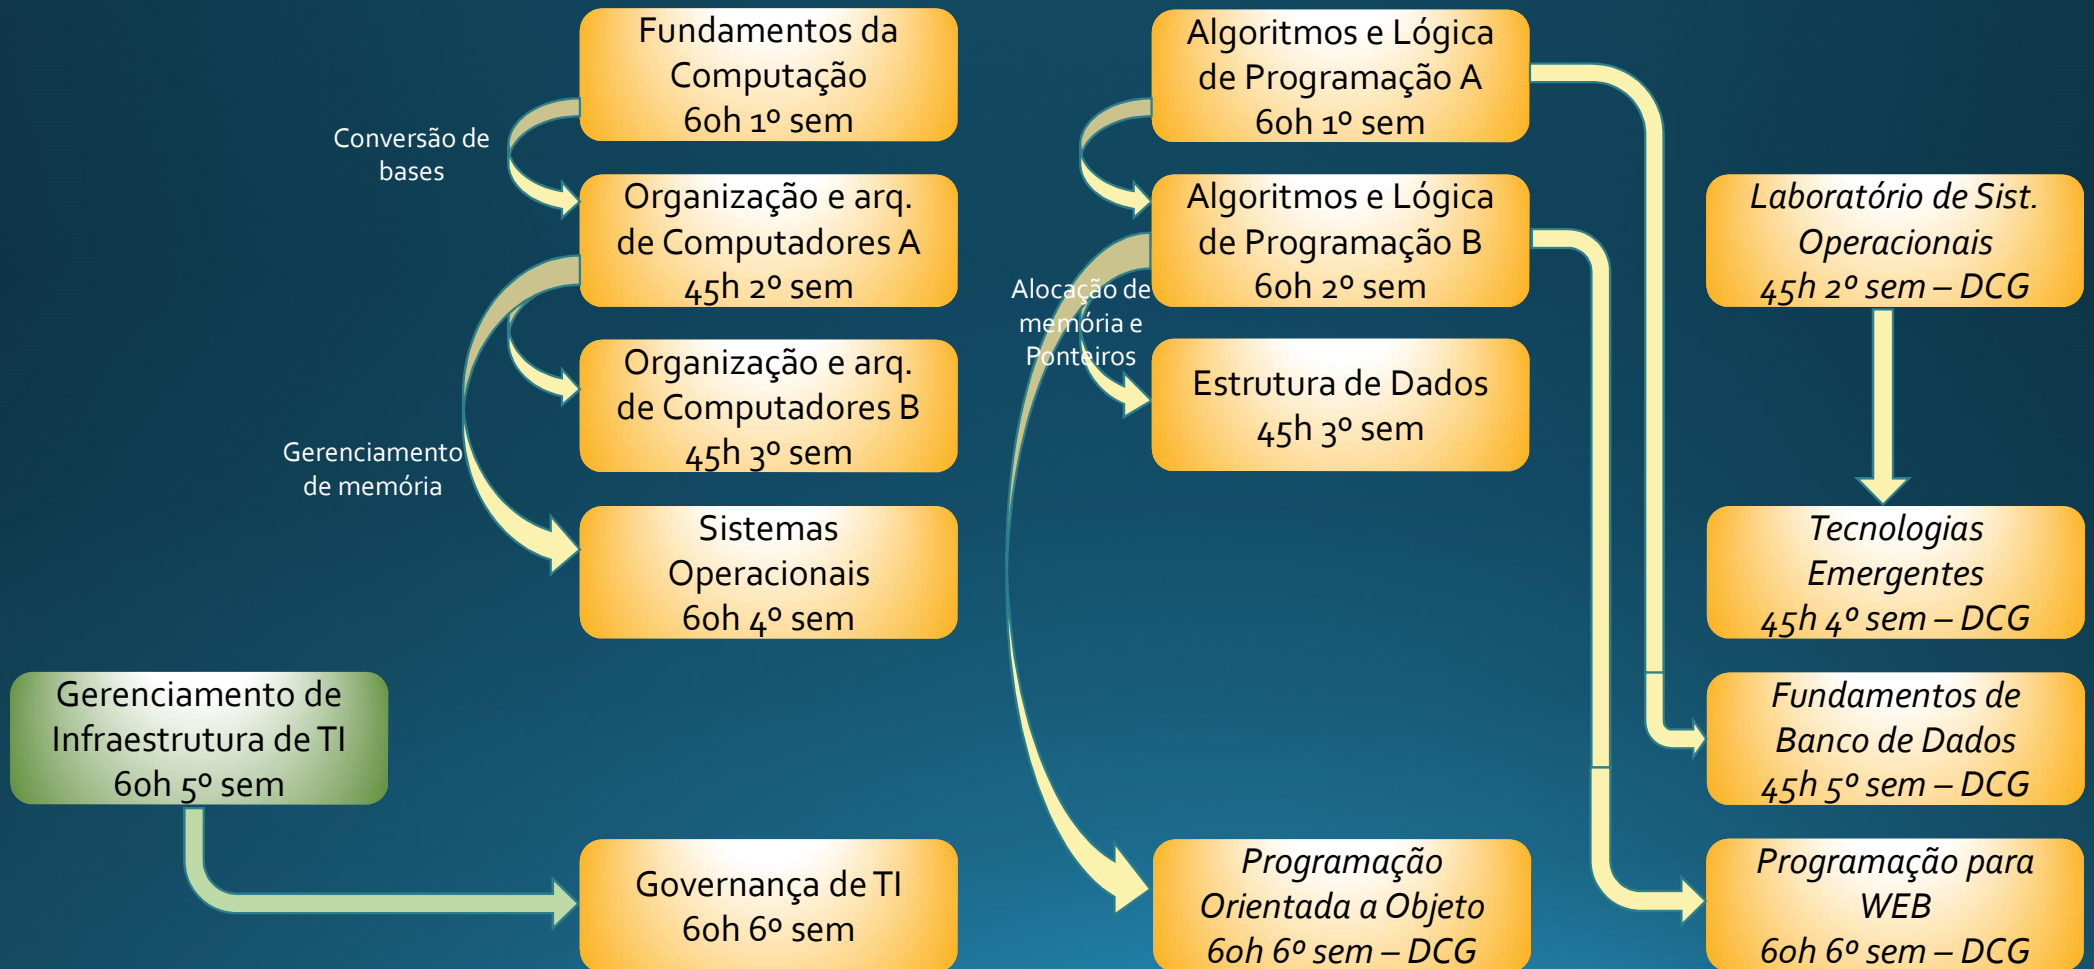 Fundamentos da
Computação
60h 1º sem
Conversão de
bases
Organização e arq.
de Computadores A
45h 2º sem
Organização e arq.
de Computadores B
45h 3º sem
Gerenciamento
de memória
Sistemas
Operacionais
60h 4º sem
Gerenciamento de
Infraestrutura de TI
60h 5º sem
Governança de TI
60h 6º sem
Algoritmos e Lógica
de Programação A
60h 1º sem
Algoritmos e Lógica
de Programação B
60h 2º sem
Alocação de
memória e
Ponteiros
Estrutura de Dados
45h 3º sem
Programação
Orientada a Objeto
60h 6º sem – DCG
Laboratório de Sist.
Operacionais
45h 2º sem – DCG
Tecnologias
Emergentes
45h 4º sem – DCG
Fundamentos de
Banco de Dados
45h 5º sem – DCG
Programação para
WEB
60h 6º sem – DCG